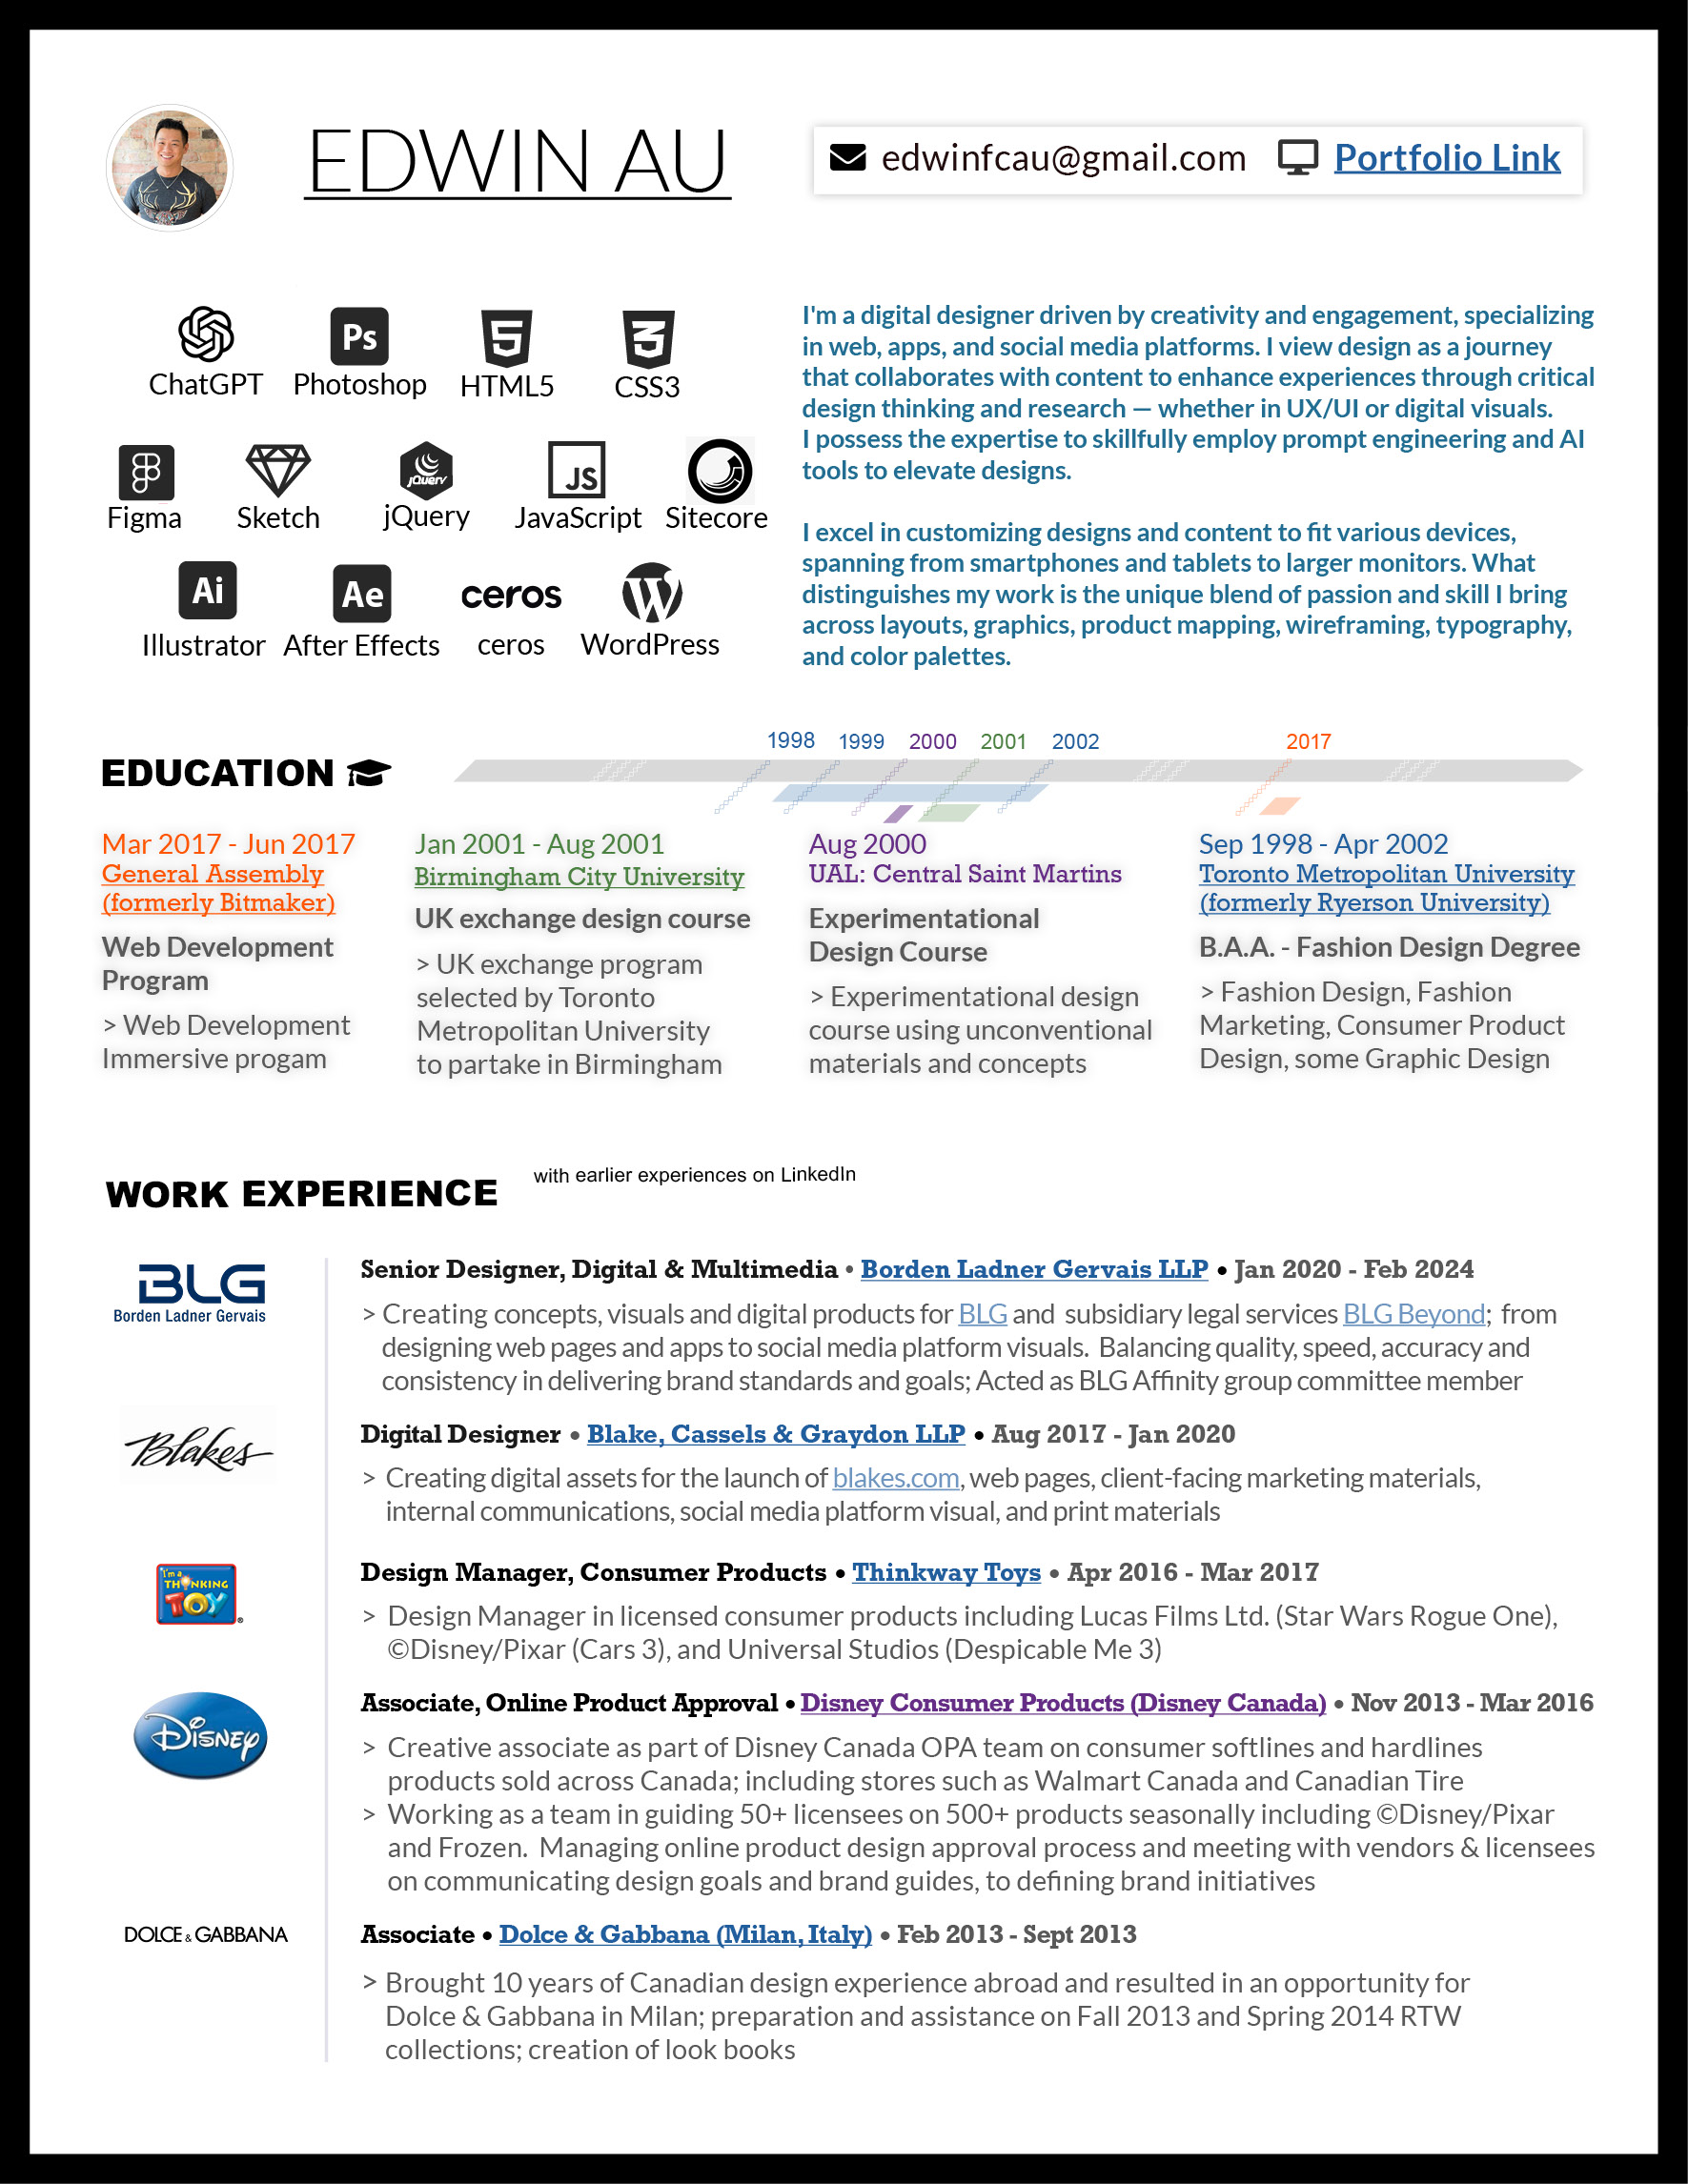 EDWIN AU
edwinfcau@gmail.com Portfolio Link
ChatGPT Photoshop HTML5 CSS3
Ps
jQuery
JS
Figma Sketch jQuery JavaScript Sitecore
Ai Ae ceros
Illustrator After Effects ceros WordPress
I'm a digital designer driven by creativity and engagement, specializing
in web, apps, and social media platforms. I view design as a journey
that collaborates with content to enhance experiences through critical
design thinking and research — whether in UX/UI or digital visuals.
I possess the expertise to skillfully employ prompt engineering and AI
tools to elevate designs.
I excel in customizing designs and content to fit various devices,
spanning from smartphones and tablets to larger monitors. What
distinguishes my work is the unique blend of passion and skill I bring
across layouts, graphics, product mapping, wireframing, typography,
and color palettes.
EDUCATION
1998 1999 2000 2001 2002 2017
Mar 2017 - Jun 2017
General Assembly
(formerly Bitmaker)
Web Development
Program
> Web Development
Immersive progam
Jan 2001 - Aug 2001
Birmingham City University
UK exchange design course
> UK exchange program
selected by Toronto
Metropolitan University
to partake in Birmingham
Aug 2000
UAL: Central Saint Martins
Experimentational
Design Course
> Experimentational design
course using unconventional
materials and concepts
Sep 1998 - Apr 2002
Toronto Metropolitan University
(formerly Ryerson University)
B.A.A. - Fashion Design Degree
> Fashion Design, Fashion
Marketing, Consumer Product
Design, some Graphic Design
WORK EXPERIENCE with earlier experiences on LinkedIn
BLG
Borden Ladner Gervais
Senior Designer, Digital & Multimedia • Borden Ladner Gervais LLP • Jan 2020 - Feb 2024
> Creating concepts, visuals and digital products for BLG and subsidiary legal services BLG Beyond; from
designing web pages and apps to social media platform visuals. Balancing quality, speed, accuracy and
consistency in delivering brand standards and goals; Acted as BLG Affinity group committee member
Blakes
Digital Designer • Blake, Cassels & Graydon LLP • Aug 2017 - Jan 2020
> Creating digital assets for the launch of blakes.com, web pages, client-facing marketing materials,
internal communications, social media platform visual, and print materials
I'm a
THINKING
TOY®
Design Manager, Consumer Products • Thinkway Toys • Apr 2016 - Mar 2017
> Design Manager in licensed consumer products including Lucas Films Ltd. (Star Wars Rogue One),
©Disney/Pixar (Cars 3), and Universal Studios (Despicable Me 3)
DISNEY
Associate, Online Product Approval • Disney Consumer Products (Disney Canada) • Nov 2013 - Mar 2016
> Creative associate as part of Disney Canada OPA team on consumer softlines and hardlines
products sold across Canada; including stores such as Walmart Canada and Canadian Tire
> Working as a team in guiding 50+ licensees on 500+ products seasonally including ©Disney/Pixar
and Frozen. Managing online product design approval process and meeting with vendors & licensees
on communicating design goals and brand guides, to defining brand initiatives
DOLCE & GABBANA
Associate • Dolce & Gabbana (Milan, Italy) • Feb 2013 - Sept 2013
> Brought 10 years of Canadian design experience abroad and resulted in an opportunity for
Dolce & Gabbana in Milan; preparation and assistance on Fall 2013 and Spring 2014 RTW
collections; creation of look books